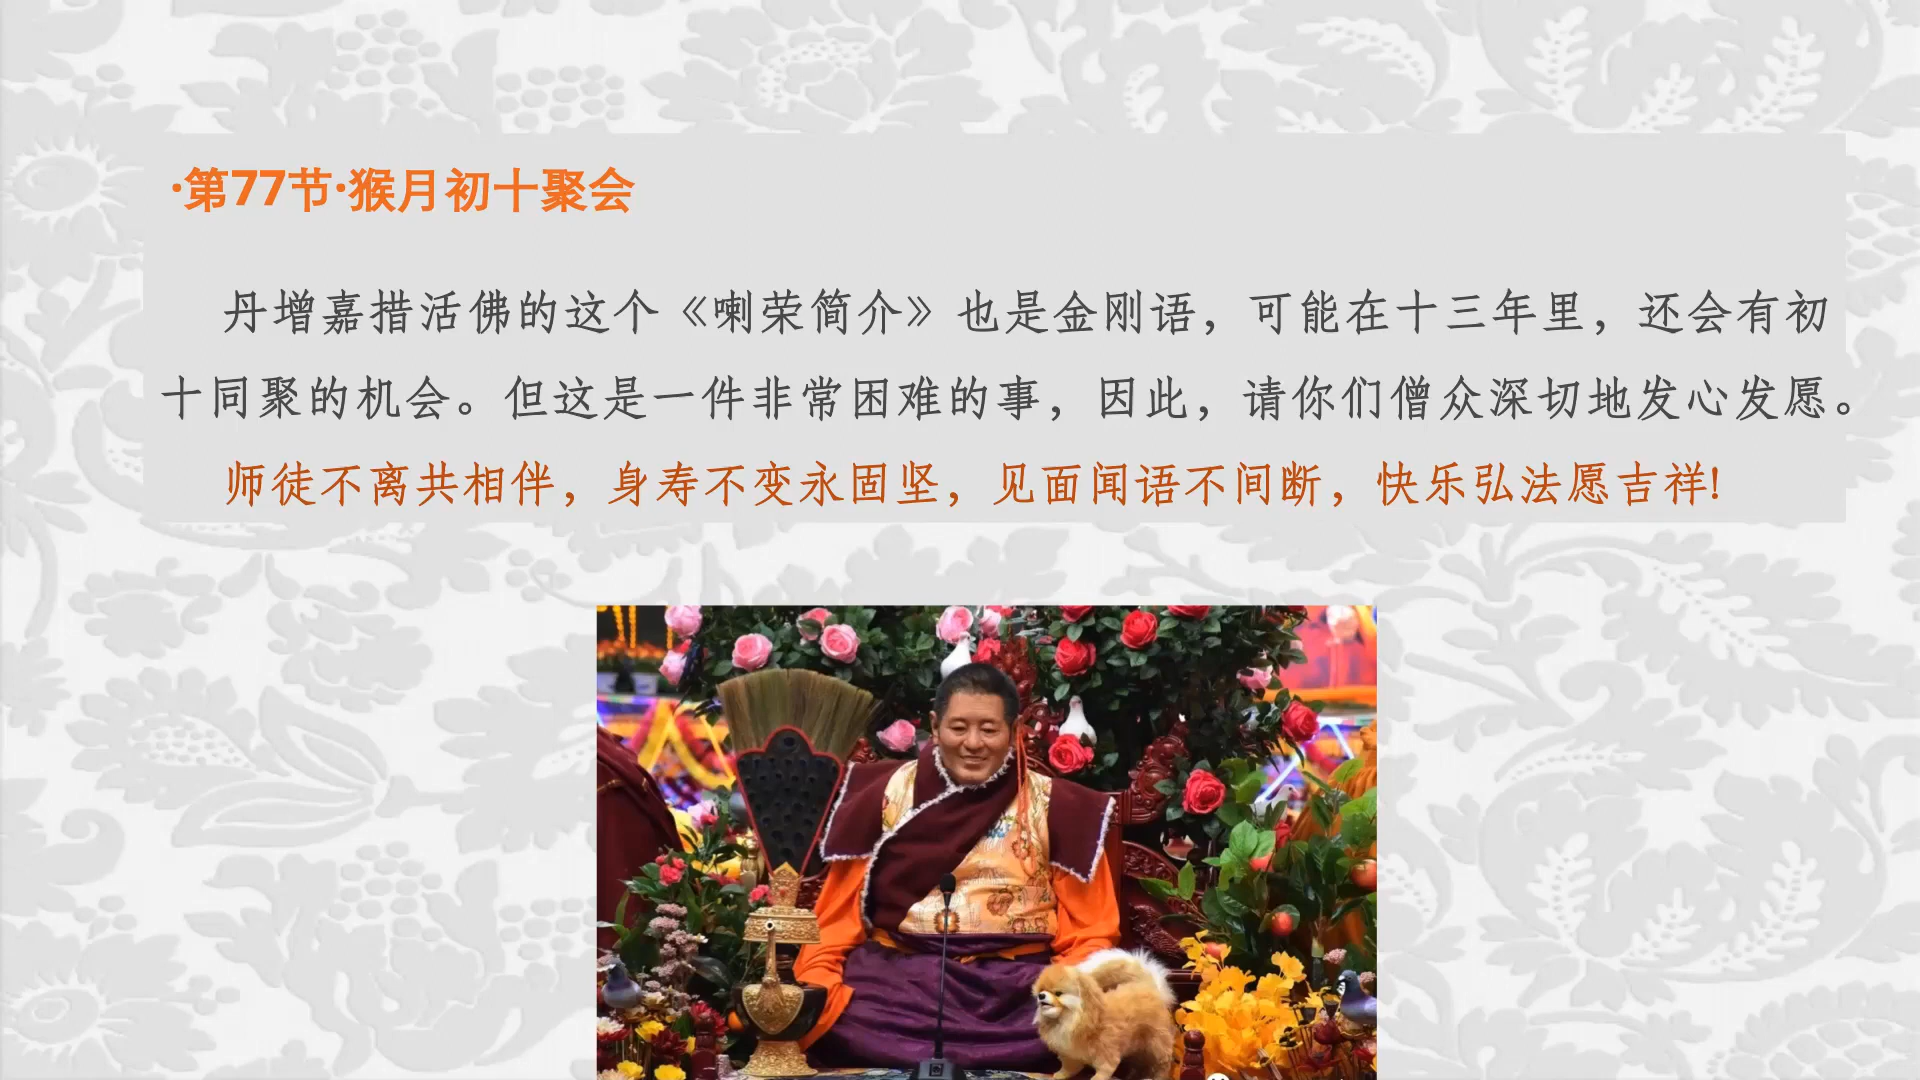 ·第77节·猴月初十聚会
丹增嘉措活佛的这个《喇荣简介》也是金刚语，可能在十三年里，还会有初
十同聚的机会。但这是一件非常困难的事，因此，请你们僧众深切地发心发愿。
师徒不离共相伴，身寿不变永固坚，见面闻语不间断，快乐弘法愿吉祥!